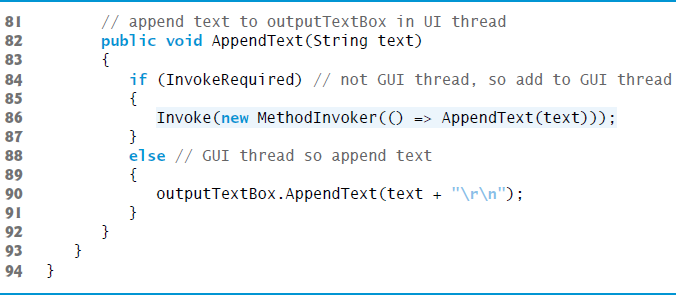 81 // append text to outputTextBox in UI thread
82 public void AppendText(String text)
83 {
84 if (InvokeRequired) // not GUI thread, so add to GUI thread
85 {
86 Invoke(new MethodInvoker(() => AppendText(text)));
87 }
88 else // GUI thread so append text
89 {
90 outputTextBox.AppendText(text + "\r\n");
91 }
92 }
93 }
94 }